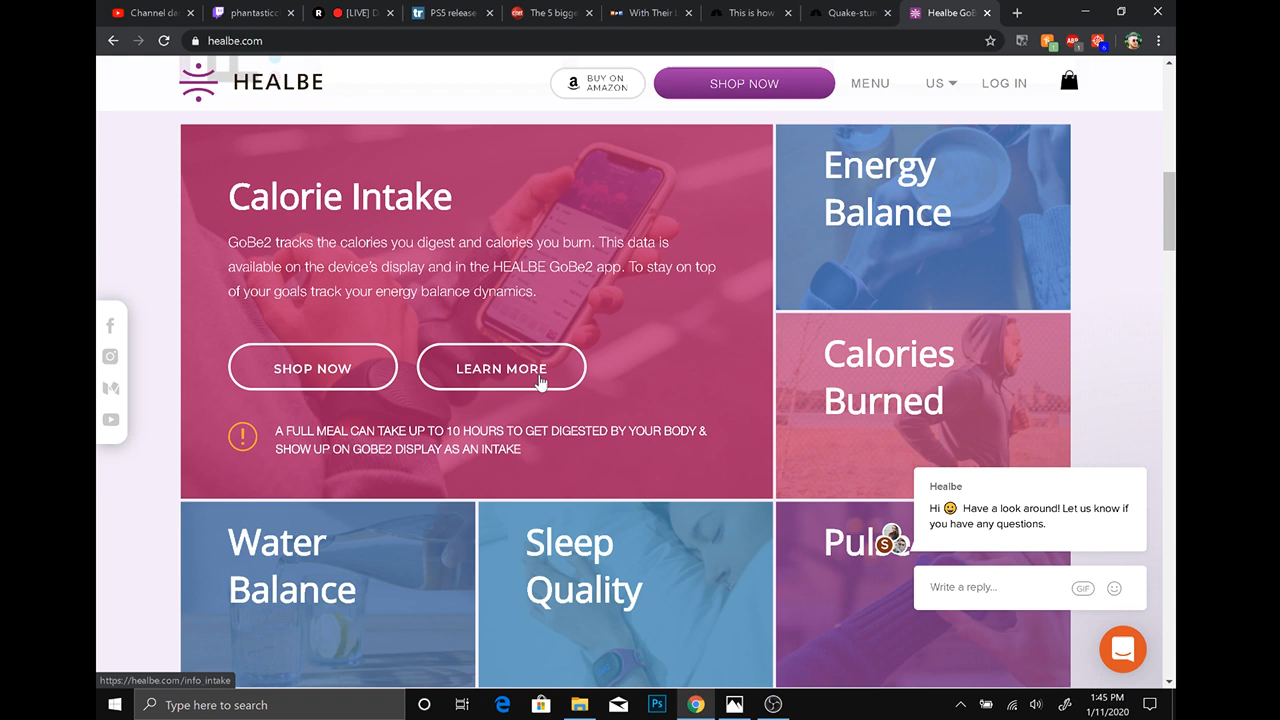 Channel da
phantasticc
[LIVE] D
PS5 release
The 5 bigge
With Their L
This is how
Quake-stun
Healbe GoB
healbe.com
HEALBE
BUY ON
AMAZON
SHOP NOW
MENU
US
LOG IN
Calorie Intake
GoBe2 tracks the calories you digest and calories you burn. This data is
available on the device's display and in the HEALBE GoBe2 app. To stay on top
of your goals track your energy balance dynamics.
SHOP NOW
LEARN MORE
A FULL MEAL CAN TAKE UP TO 10 HOURS TO GET DIGESTED BY YOUR BODY &
SHOW UP ON GOBE2 DISPLAY AS AN INTAKE
Energy
Balance
Calories
Burned
Water
Balance
Sleep
Quality
Healbe
Hi 😀 Have a look around! Let us know if
you have any questions.
Write a reply...
GIF
https://healbe.com/info_intake
Type here to search
1:45 PM
1/11/2020